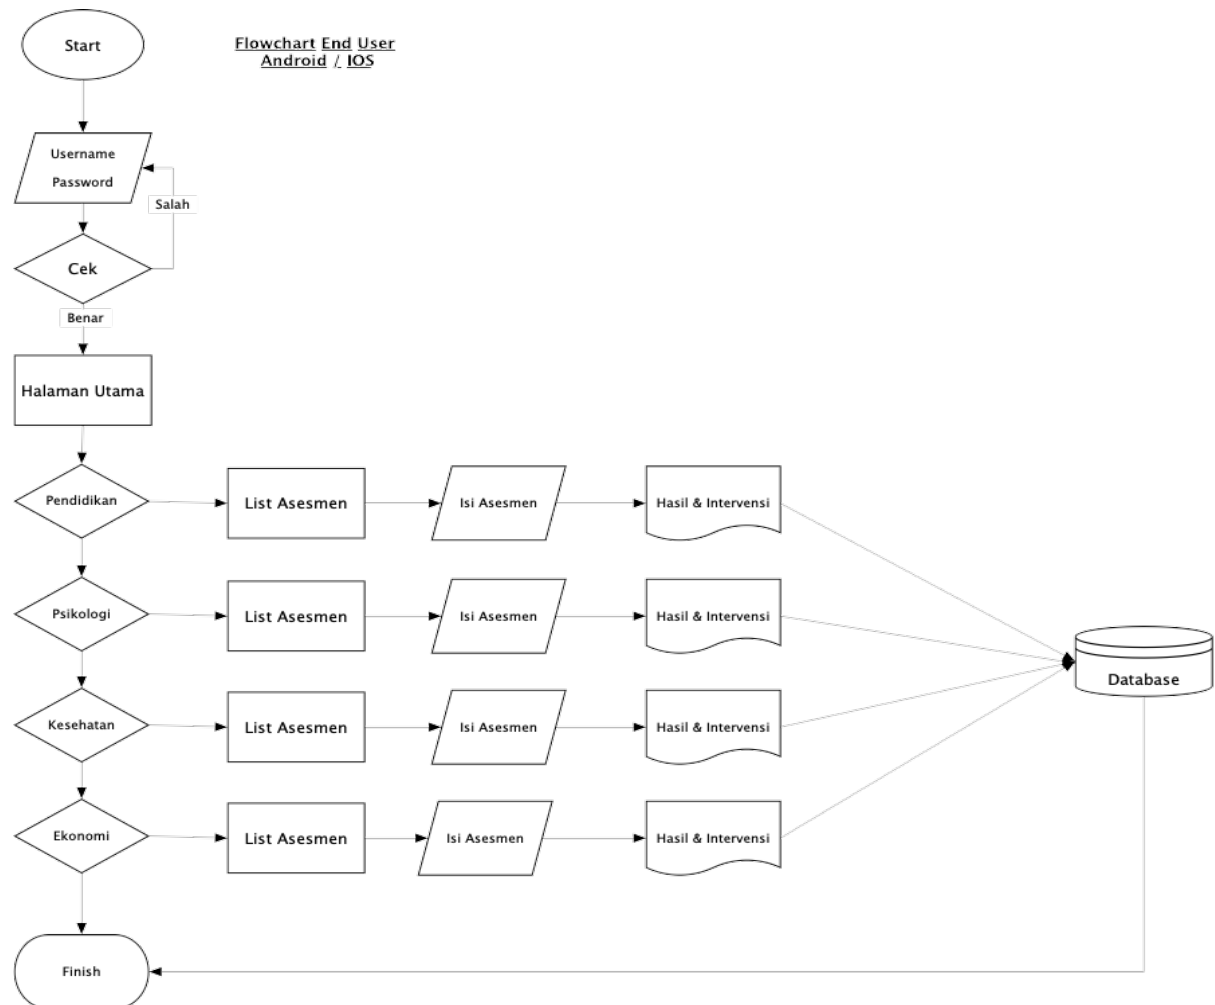 Start
Flowchart End User
Android / IOS
Username
Password
Salah
Cek
Benar
Halaman Utama
Pendidikan
List Asesmen
Isi Asesmen
Hasil & Intervensi
Psikologi
List Asesmen
Isi Asesmen
Hasil & Intervensi
Database
Kesehatan
List Asesmen
Isi Asesmen
Hasil & Intervensi
Ekonomi
List Asesmen
Isi Asesmen
Hasil & Intervensi
Finish